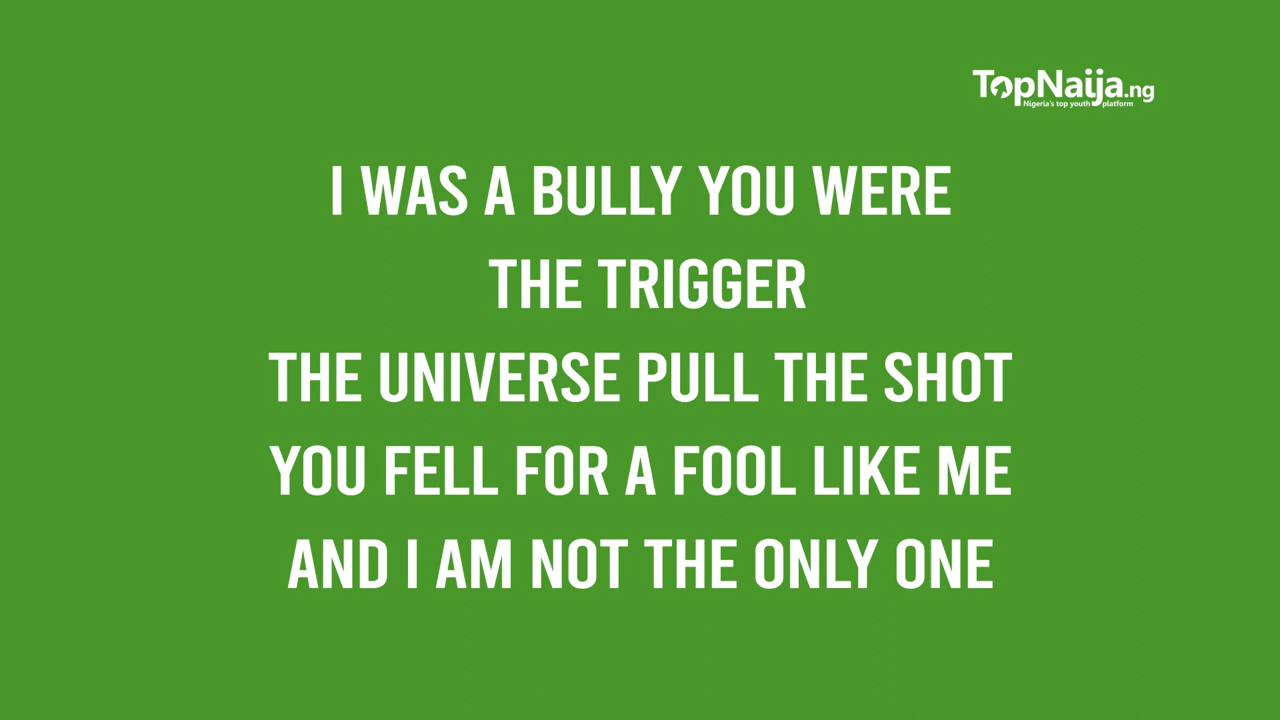 TopNaija.ng
Nigeria's top youth platform
I WAS A BULLY YOU WERE
THE TRIGGER
THE UNIVERSE PULL THE SHOT
YOU FELL FOR A FOOL LIKE ME
AND I AM NOT THE ONLY ONE